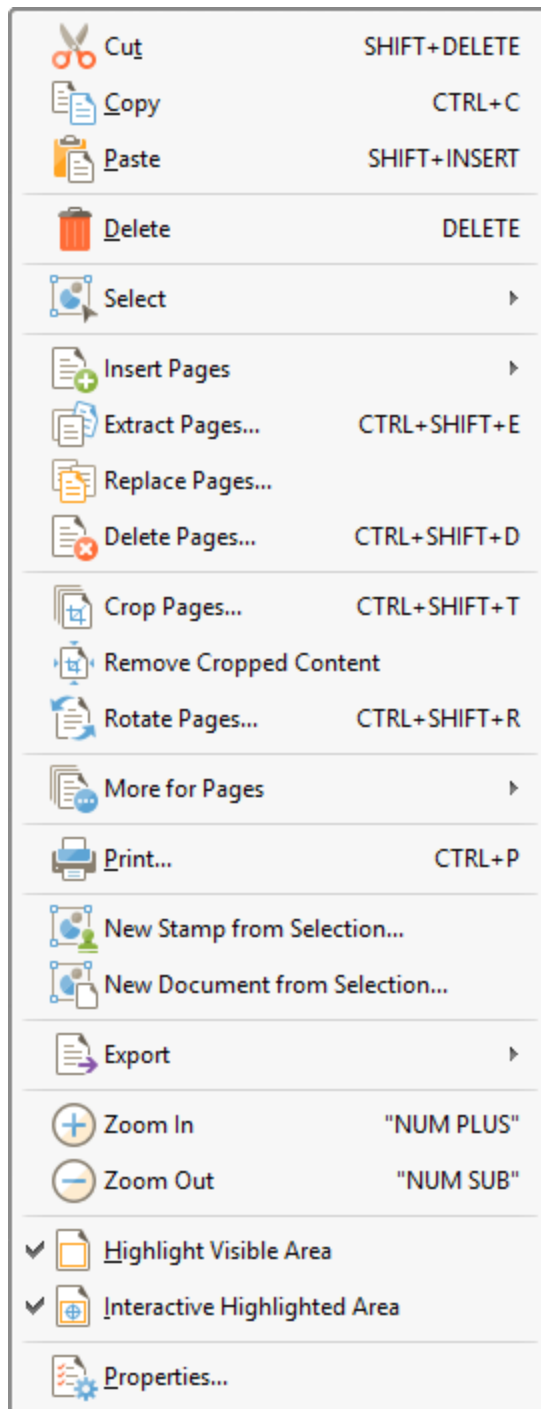 Cut SHIFT+DELETE
Copy CTRL+C
Paste SHIFT+INSERT
Delete DELETE
Select
Insert Pages
Extract Pages... CTRL+SHIFT+E
Replace Pages...
Delete Pages... CTRL+SHIFT+D
Crop Pages... CTRL+SHIFT+T
Remove Cropped Content
Rotate Pages... CTRL+SHIFT+R
More for Pages
Print... CTRL+P
New Stamp from Selection...
New Document from Selection...
Export
Zoom In "NUM PLUS"
Zoom Out "NUM SUB"
Highlight Visible Area
Interactive Highlighted Area
Properties...